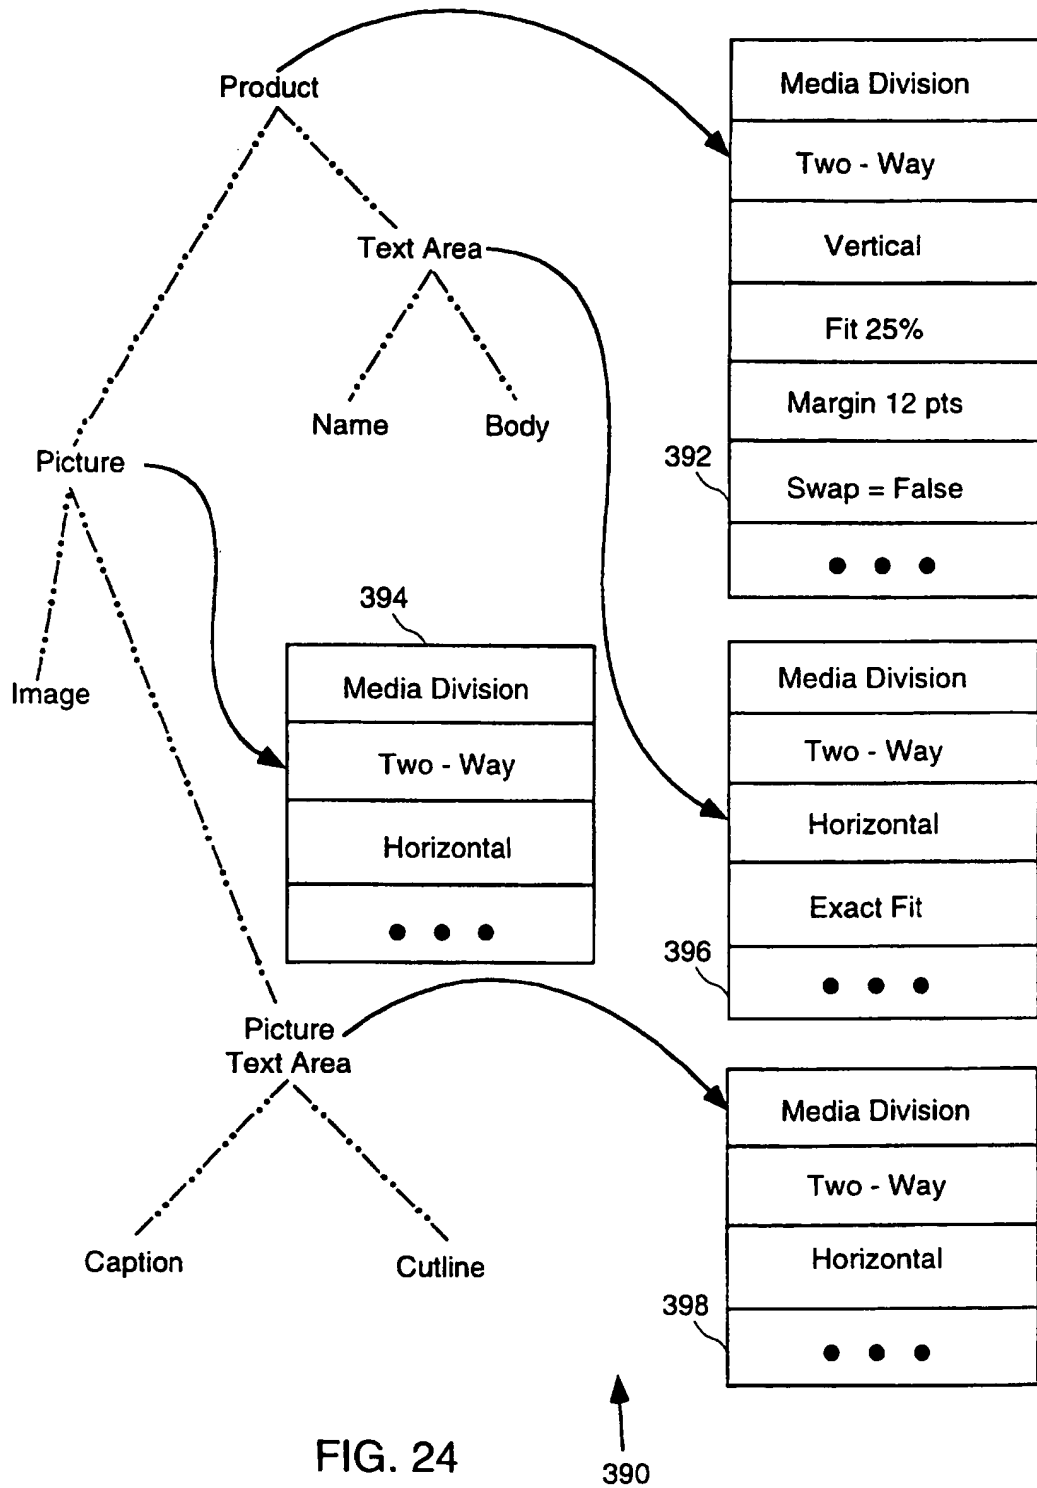 Product
Text Area
Name
Body
Picture
Image
Picture
Text Area
Caption
Cutline
Media Division
Two - Way
Vertical
Fit 25%
Margin 12 pts
392
Swap = False
● ● ●
394
Media Division
Two - Way
Horizontal
● ● ●
Media Division
Two - Way
Horizontal
Exact Fit
396
● ● ●
Media Division
Two - Way
Horizontal
398
● ● ●
FIG. 24
390